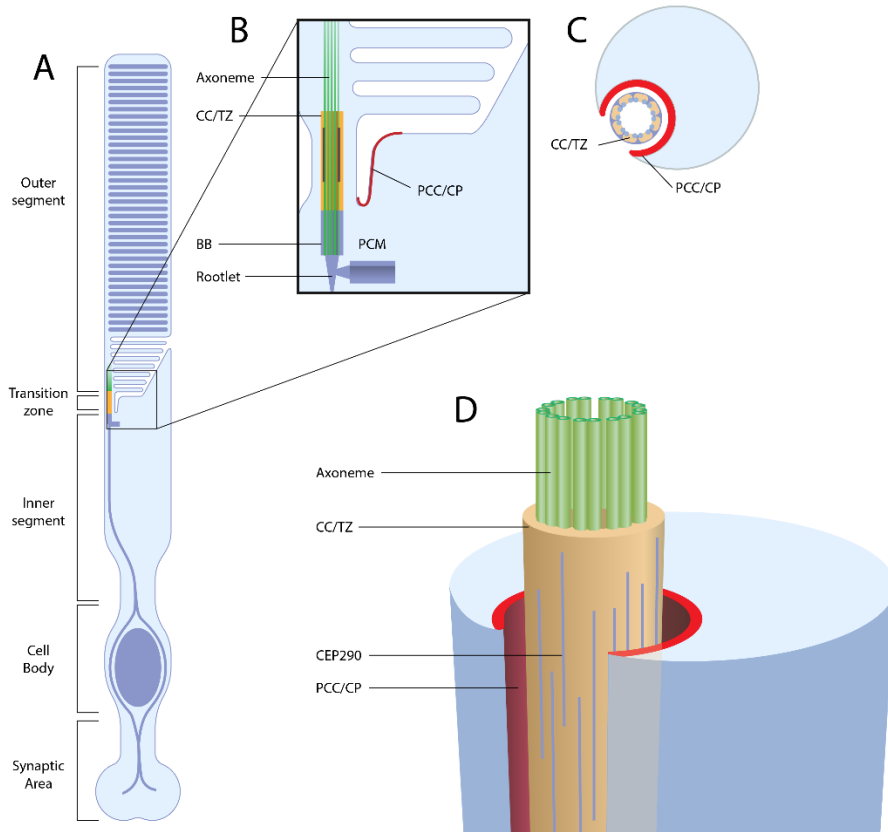 A
Outer
segment
Transition
zone
Inner
segment
Cell
Body
Synaptic
Area
B
Axoneme
CC/TZ
PCC/CP
BB
PCM
Rootlet
C
CC/TZ
PCC/CP
D
Axoneme
CC/TZ
CEP290
PCC/CP